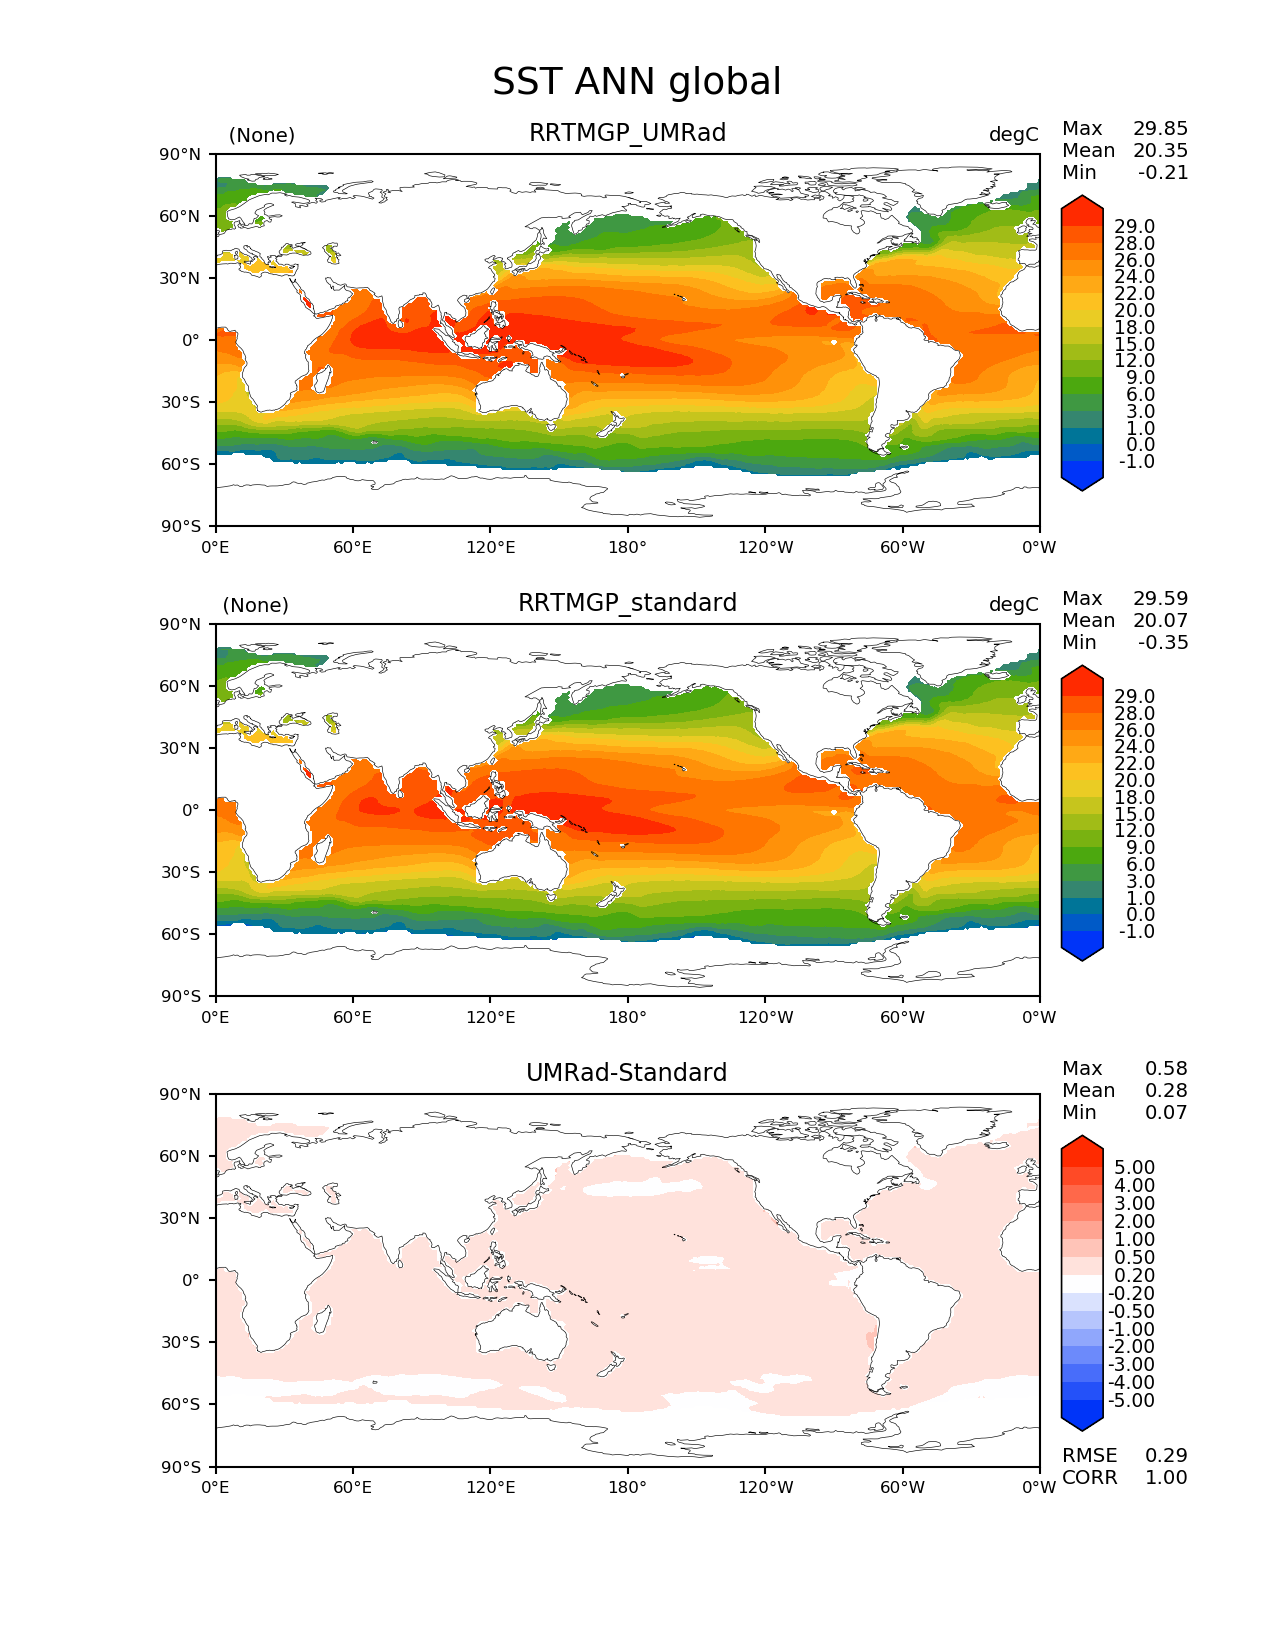 SST ANN global
(None) RRTMGP_UMRad degC
Max 29.85
Mean 20.35
Min -0.21
90°N
60°N
30°N
0°
30°S
60°S
90°S
0°E 60°E 120°E 180° 120°W 60°W 0°W
29.0
28.0
26.0
24.0
22.0
20.0
18.0
15.0
12.0
9.0
6.0
3.0
1.0
0.0
-1.0
(None) RRTMGP_standard degC
Max 29.59
Mean 20.07
Min -0.35
90°N
60°N
30°N
0°
30°S
60°S
90°S
0°E 60°E 120°E 180° 120°W 60°W 0°W
29.0
28.0
26.0
24.0
22.0
20.0
18.0
15.0
12.0
9.0
6.0
3.0
1.0
0.0
-1.0
UMRad-Standard
Max 0.58
Mean 0.28
Min 0.07
90°N
60°N
30°N
0°
30°S
60°S
90°S
0°E 60°E 120°E 180° 120°W 60°W 0°W
5.00
4.00
3.00
2.00
1.00
0.50
0.20
-0.20
-0.50
-1.00
-2.00
-3.00
-4.00
-5.00
RMSE 0.29
CORR 1.00